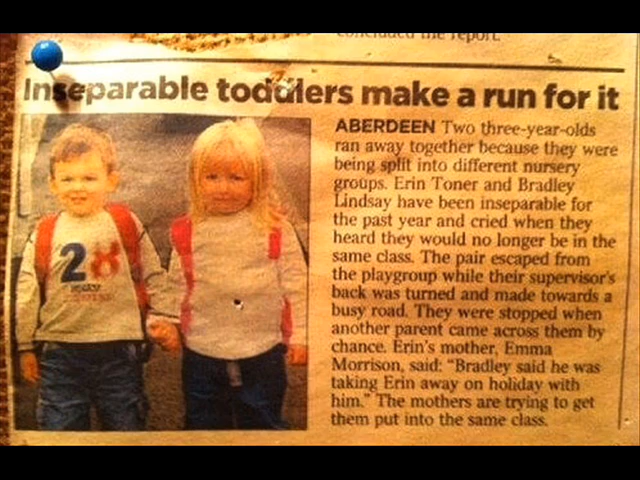 concluded the report.
Inseparable toddlers make a run for it
ABERDEEN Two three-year-olds
ran away together because they were
being split into different nursery
groups. Erin Toner and Bradley
Lindsay have been inseparable for
the past year and cried when they
heard they would no longer be in the
same class. The pair escaped from
the playgroup while their supervisor's
back was turned and made towards a
busy road. They were stopped when
another parent came across them by
chance. Erin's mother, Emma
Morrison, said: "Bradley said he was
taking Erin away on holiday with
him." The mothers are trying to get
them put into the same class.
28